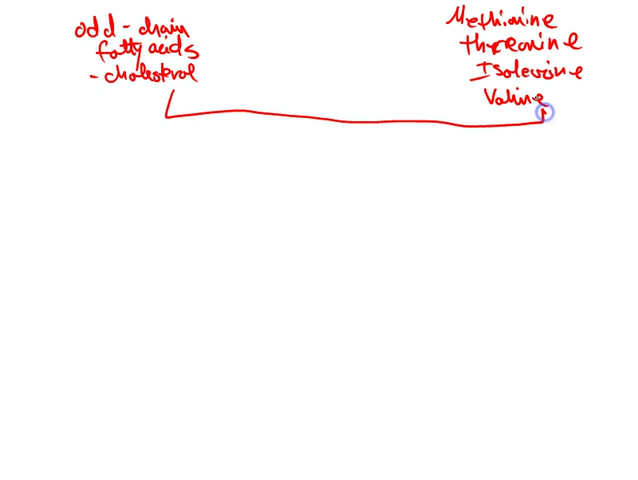 odd-chain
fatty acids
- cholesterol
Methionine
threonine
Isoleucine
Valine